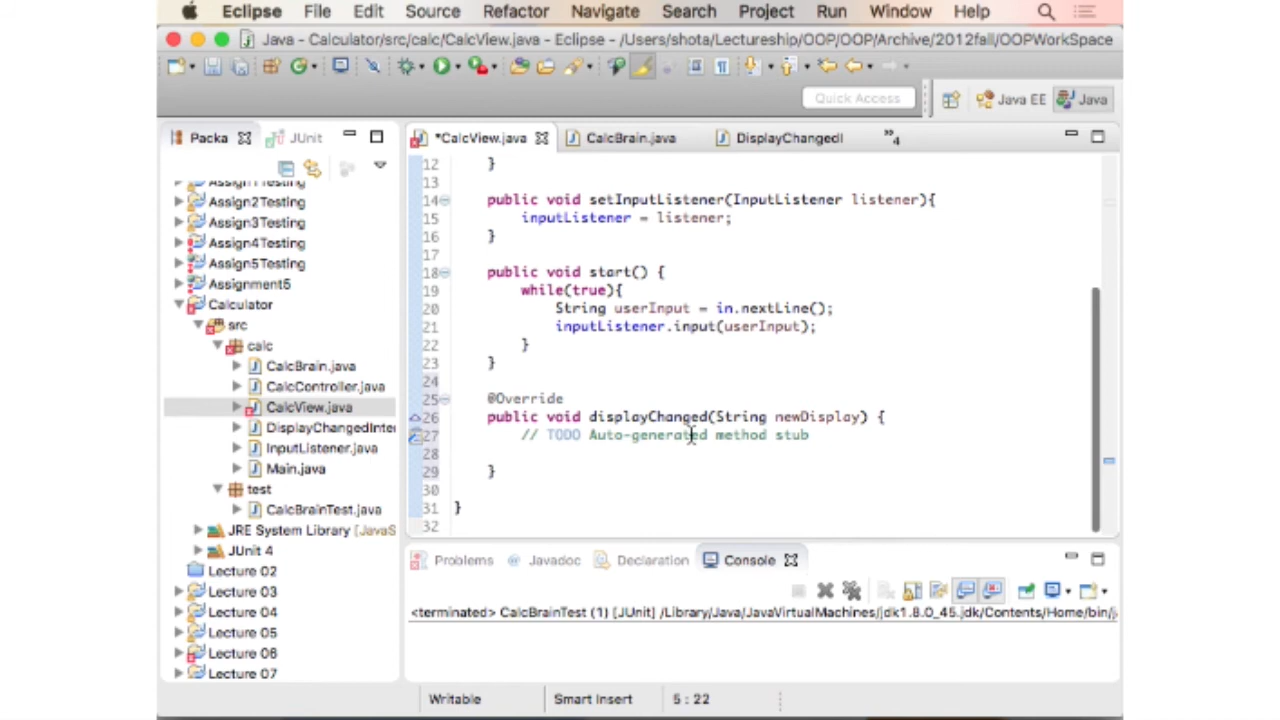 Eclipse File Edit Source Refactor Navigate Search Project Run Window Help
Java - Calculator/src/calc/CalcView.java - Eclipse - /Users/shota/Lectureship/OOP/OOP/Archive/2012fall/OOPWorkSpace
Quick Access Java EE Java
Packa JUnit
Assign1Testing
Assign2Testing
Assign3Testing
Assign4Testing
Assign5Testing
Assignment5
Calculator
src
calc
CalcBrain.java
CalcController.java
CalcView.java
DisplayChangedInte
InputListener.java
Main.java
test
CalcBrainTest.java
JRE System Library [JavaS
JUnit 4
Lecture 02
Lecture 03
Lecture 04
Lecture 05
Lecture 06
Lecture 07
*CalcView.java CalcBrain.java DisplayChangedI »4
12 }
13
14 public void setInputListener(InputListener listener){
15 inputListener = listener;
16 }
17
18 public void start() {
19 while(true){
20 String userInput = in.nextLine();
21 inputListener.input(userInput);
22 }
23 }
24
25 @Override
26 public void displayChanged(String newDisplay) {
27 // TODO Auto-generated method stub
28
29 }
30
31 }
32
Problems @ Javadoc Declaration Console
<terminated> CalcBrainTest (1) [JUnit] /Library/Java/JavaVirtualMachines/jdk1.8.0_45.jdk/Contents/Home/bin/j
Writable Smart Insert 5 : 22